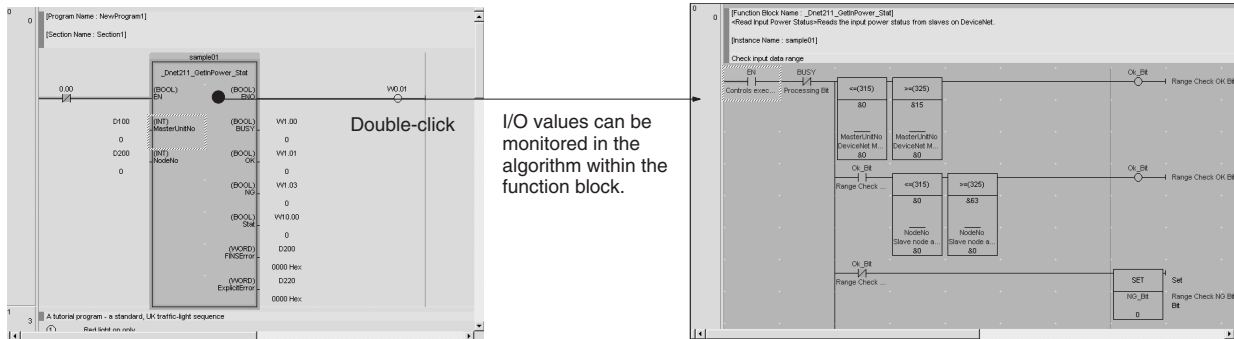 0
0
[Program Name : NewProgram1]
[Section Name : Section1]
sample01
_Dnet211_GetInPower_Stat
0.00
(BOOL)
EN
(BOOL)
ENO
W0.01
D100
(INT)
MasterUnitNo
(BOOL)
BUSY
W1.00
0
0
D200
(INT)
NodeNo
(BOOL)
OK
W1.01
0
0
(BOOL)
NG
W1.03
0
(BOOL)
Stat
W10.00
0
(WORD)
FINSError
D200
0000 Hex
(WORD)
ExplicitError
D220
0000 Hex
1
3
A tutorial program - a standard, UK traffic-light sequence
Red light on only
Double-click
I/O values can be
monitored in the
algorithm within the
function block.
0
0
[Function Block Name : _Dnet211_GetInPower_Stat]
<Read Input Power Status>Reads the input power status from slaves on DeviceNet.
[Instance Name : sample01]
Check input data range
EN
Controls exec...
BUSY
Processing Bit
<=(315)
&0
MasterUnitNo
DeviceNet M...
&0
>=(325)
&15
MasterUnitNo
DeviceNet M...
&0
Ok_Bit
Range Check OK Bit
Ok_Bit
Range Check ...
<=(315)
&0
NodeNo
Slave node a...
&0
>=(325)
&63
NodeNo
Slave node a...
&0
Ok_Bit
Range Check OK Bit
Ok_Bit
Range Check ...
SET
Set
NG_Bit
0
Range Check NG Bit
Bit